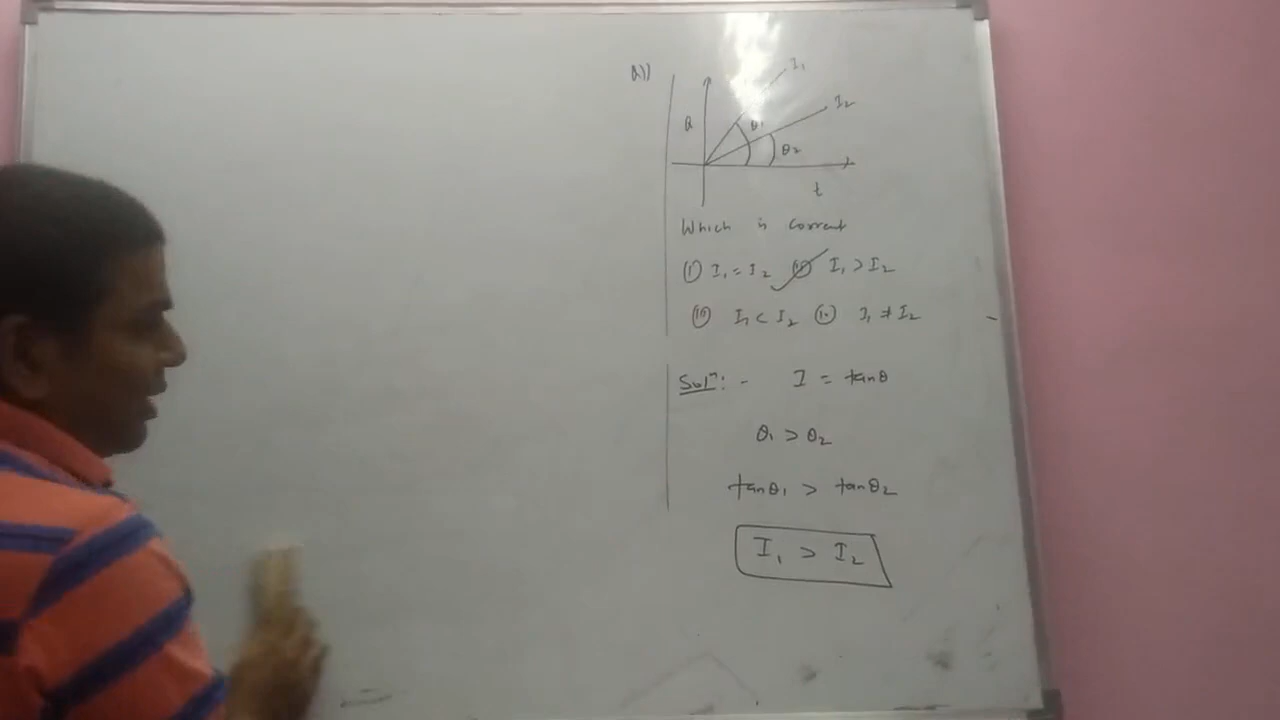 Q1)
I₁
I₂
Q
θ₁
θ₂
t
Which is correct
(i) I₁ = I₂ (ii) I₁ > I₂
(iii) I₁ < I₂ (iv) I₁ ≠ I₂
Solⁿ: - I = tanθ
θ₁ > θ₂
tanθ₁ > tanθ₂
I₁ > I₂